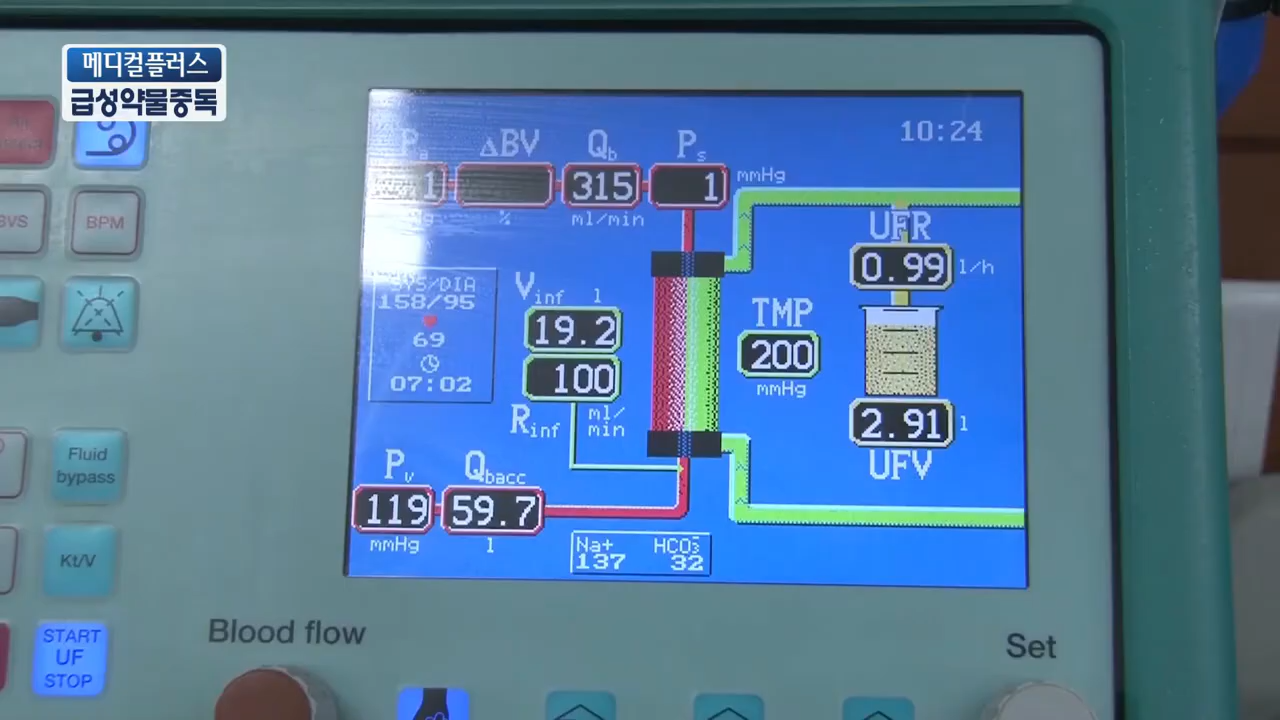 메디컬플러스
급성약물중독
BVS
BPM
Fluid
bypass
Kt/V
START
UF
STOP
Blood flow
Set
10:24
ΔBV Qb Ps
1 315 1 mmHg
% ml/min
UFR
0.99 l/h
SYS/DIA
158/95
69
07:02
Vinf l
19.2
100
Rinf ml/
min
TMP
200
mmHg
2.91 l
UFV
Pv Qbacc
119 59.7
mmHg l
Na+ HCO3-
137 32